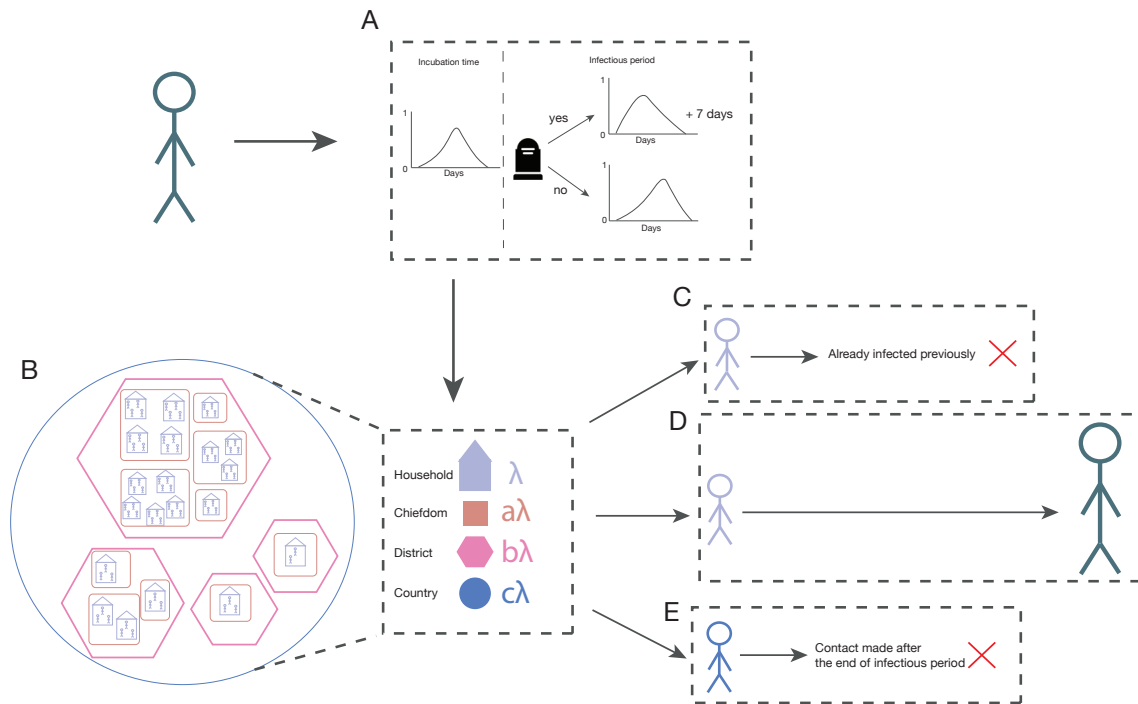 A
Incubation time
Infectious period
1
0
Days
yes
no
1
0
Days
+ 7 days
1
0
Days
B
Household
λ
Chiefdom
aλ
District
bλ
Country
cλ
C
Already infected previously
D
E
Contact made after
the end of infectious period